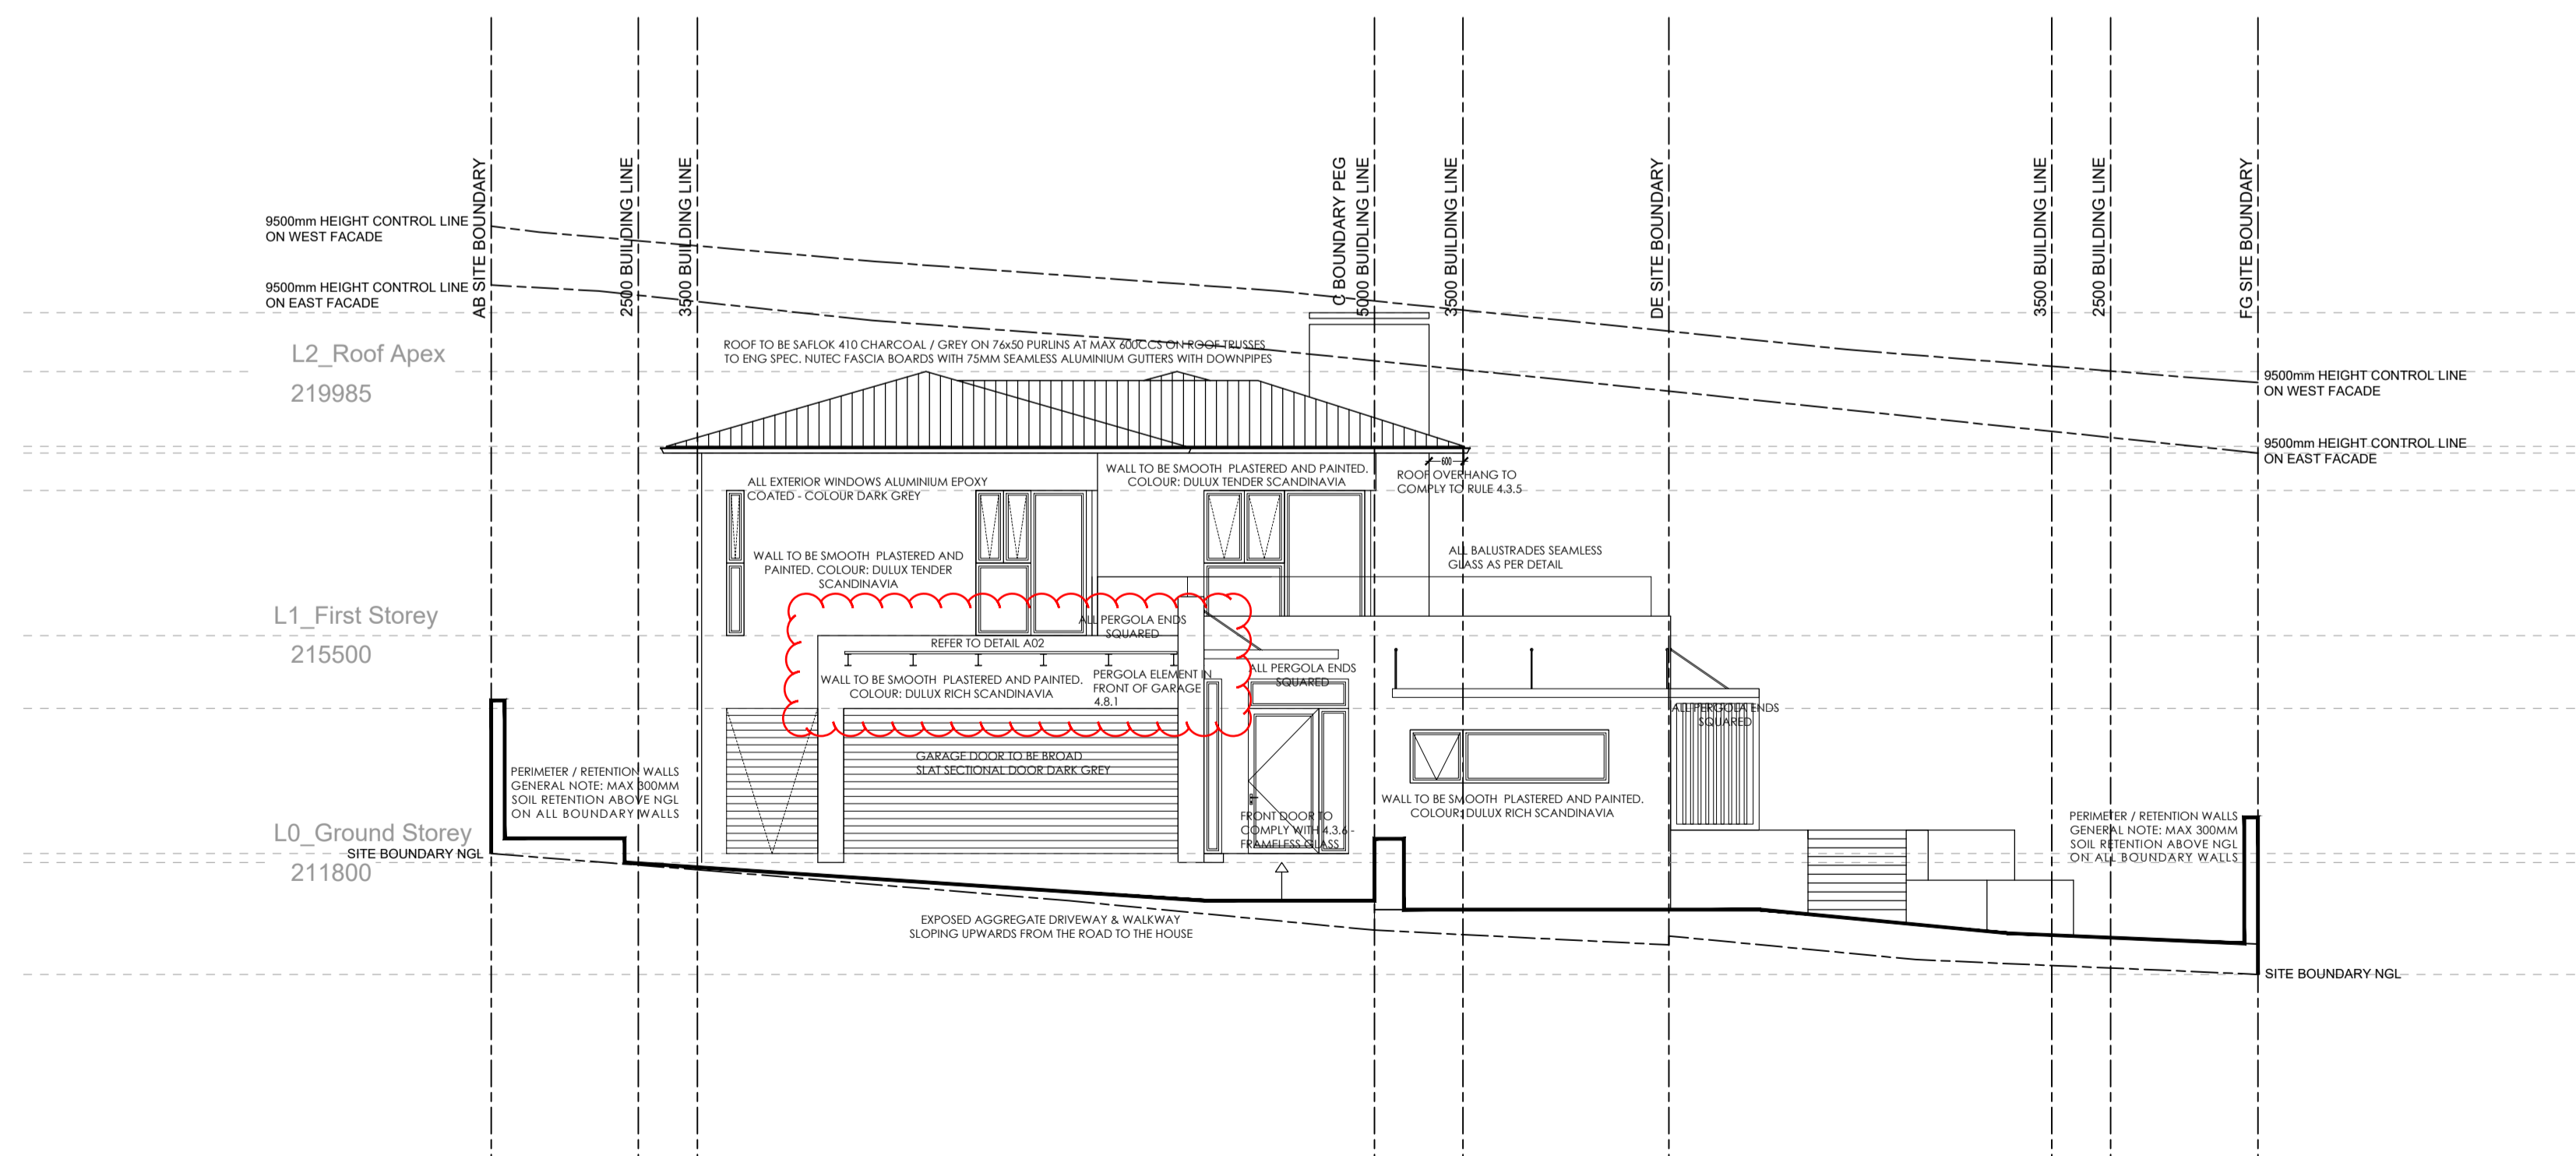 AB SITE BOUNDARY
2500 BUILDING LINE
3500 BUILDING LINE
C BOUNDARY PEG
5000 BUIDLING LINE
3500 BUILDING LINE
DE SITE BOUNDARY
3500 BUILDING LINE
2500 BUILDING LINE
FG SITE BOUNDARY
9500mm HEIGHT CONTROL LINE
ON WEST FACADE
9500mm HEIGHT CONTROL LINE
ON EAST FACADE
L2_Roof Apex
219985
ROOF TO BE SAFLOK 410 CHARCOAL / GREY ON 76x50 PURLINS AT MAX 600CCS ON ROOF TRUSSES
TO ENG SPEC. NUTEC FASCIA BOARDS WITH 75MM SEAMLESS ALUMINIUM GUTTERS WITH DOWNPIPES
9500mm HEIGHT CONTROL LINE
ON WEST FACADE
9500mm HEIGHT CONTROL LINE
ON EAST FACADE
ALL EXTERIOR WINDOWS ALUMINIUM EPOXY
COATED - COLOUR DARK GREY
WALL TO BE SMOOTH PLASTERED AND PAINTED.
COLOUR: DULUX TENDER SCANDINAVIA
600
ROOF OVERHANG TO
COMPLY TO RULE 4.3.5
WALL TO BE SMOOTH PLASTERED AND
PAINTED. COLOUR: DULUX TENDER
SCANDINAVIA
ALL BALUSTRADES SEAMLESS
GLASS AS PER DETAIL
L1_First Storey
215500
ALL PERGOLA ENDS
SQUARED
REFER TO DETAIL A02
WALL TO BE SMOOTH PLASTERED AND PAINTED.
COLOUR: DULUX RICH SCANDINAVIA
PERGOLA ELEMENT IN
FRONT OF GARAGE
4.8.1
ALL PERGOLA ENDS
SQUARED
ALL PERGOLA ENDS
SQUARED
GARAGE DOOR TO BE BROAD
SLAT SECTIONAL DOOR DARK GREY
PERIMETER / RETENTION WALLS
GENERAL NOTE: MAX 300MM
SOIL RETENTION ABOVE NGL
ON ALL BOUNDARY WALLS
FRONT DOOR TO
COMPLY WITH 4.3.6 -
FRAMELESS GLASS
WALL TO BE SMOOTH PLASTERED AND PAINTED.
COLOUR: DULUX RICH SCANDINAVIA
PERIMETER / RETENTION WALLS
GENERAL NOTE: MAX 300MM
SOIL RETENTION ABOVE NGL
ON ALL BOUNDARY WALLS
L0_Ground Storey
SITE BOUNDARY NGL
211800
EXPOSED AGGREGATE DRIVEWAY & WALKWAY
SLOPING UPWARDS FROM THE ROAD TO THE HOUSE
SITE BOUNDARY NGL